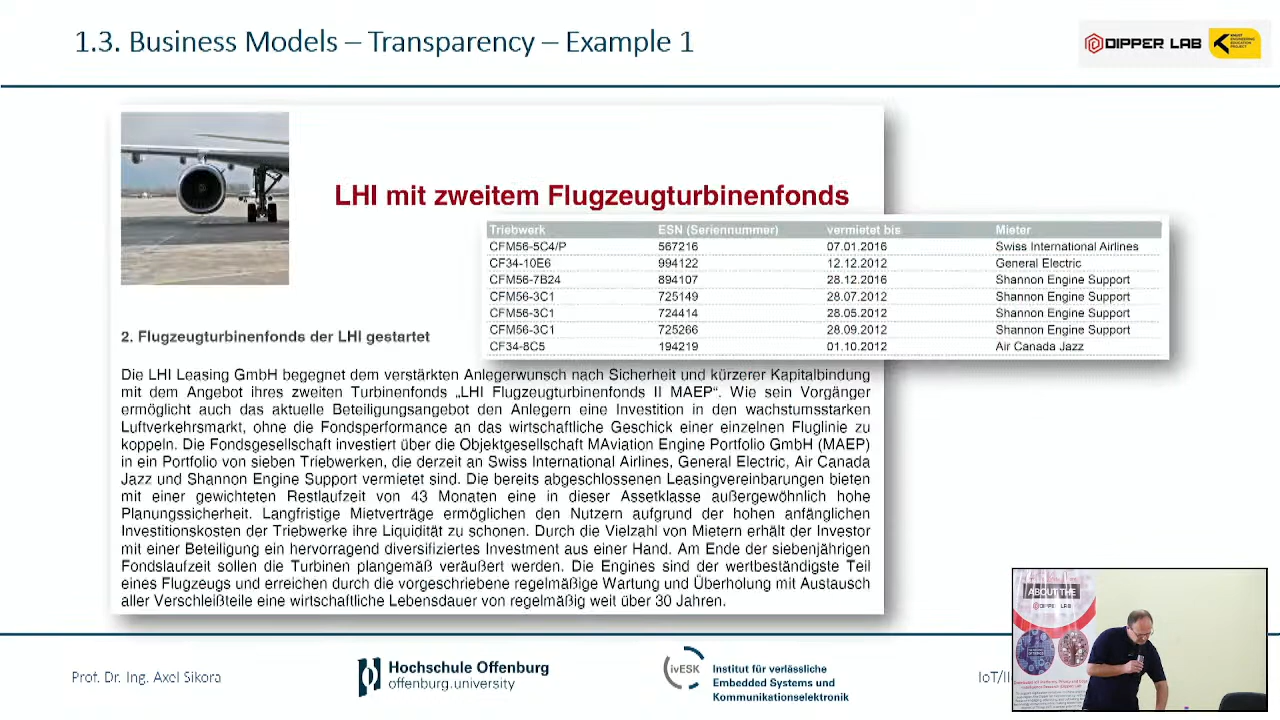 1.3. Business Models – Transparency – Example 1
DIPPER LAB
LHI mit zweitem Flugzeugturbinenfonds
Triebwerk ESN (Seriennummer) vermietet bis Mieter
CFM56-5C4/P 567216 07.01.2016 Swiss International Airlines
CF34-10E6 994122 12.12.2012 General Electric
CFM56-7B24 894107 28.12.2016 Shannon Engine Support
CFM56-3C1 725149 28.07.2012 Shannon Engine Support
CFM56-3C1 724414 28.05.2012 Shannon Engine Support
CFM56-3C1 725266 28.09.2012 Shannon Engine Support
CF34-8C5 194219 01.10.2012 Air Canada Jazz
2. Flugzeugturbinenfonds der LHI gestartet
Die LHI Leasing GmbH begegnet dem verstärkten Anlegerwunsch nach Sicherheit und kürzerer Kapitalbindung
mit dem Angebot ihres zweiten Turbinenfonds „LHI Flugzeugturbinenfonds II MAEP“. Wie sein Vorgänger
ermöglicht auch das aktuelle Beteiligungsangebot den Anlegern eine Investition in den wachstumsstarken
Luftverkehrsmarkt, ohne die Fondsperformance an das wirtschaftliche Geschick einer einzelnen Fluglinie zu
koppeln. Die Fondsgesellschaft investiert über die Objektgesellschaft MAviation Engine Portfolio GmbH (MAEP)
in ein Portfolio von sieben Triebwerken, die derzeit an Swiss International Airlines, General Electric, Air Canada
Jazz und Shannon Engine Support vermietet sind. Die bereits abgeschlossenen Leasingvereinbarungen bieten
mit einer gewichteten Restlaufzeit von 43 Monaten eine in dieser Assetklasse außergewöhnlich hohe
Planungssicherheit. Langfristige Mietverträge ermöglichen den Nutzern aufgrund der hohen anfänglichen
Investitionskosten der Triebwerke ihre Liquidität zu schonen. Durch die Vielzahl von Mietern erhält der Investor
mit einer Beteiligung ein hervorragend diversifiziertes Investment aus einer Hand. Am Ende der siebenjährigen
Fondslaufzeit sollen die Turbinen plangemäß veräußert werden. Die Engines sind der wertbeständigste Teil
eines Flugzeugs und erreichen durch die vorgeschriebene regelmäßige Wartung und Überholung mit Austausch
aller Verschleißteile eine wirtschaftliche Lebensdauer von regelmäßig weit über 30 Jahren.
ABOUT THE
DIPPER LAB
Prof. Dr. Ing. Axel Sikora
Hochschule Offenburg
offenburg.university
ivESK
Institut für verlässliche
Embedded Systems und
Kommunikationselektronik
IoT/II